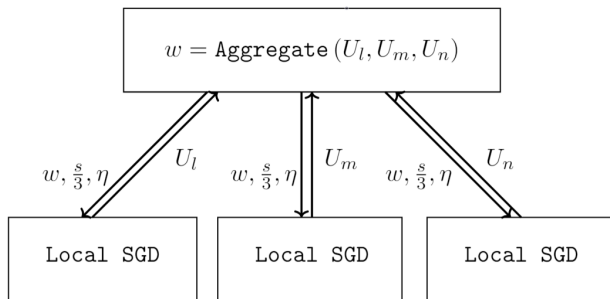 w = Aggregate (U_l, U_m, U_n)
w, s/3, η
U_l
w, s/3, η
U_m
w, s/3, η
U_n
Local SGD
Local SGD
Local SGD